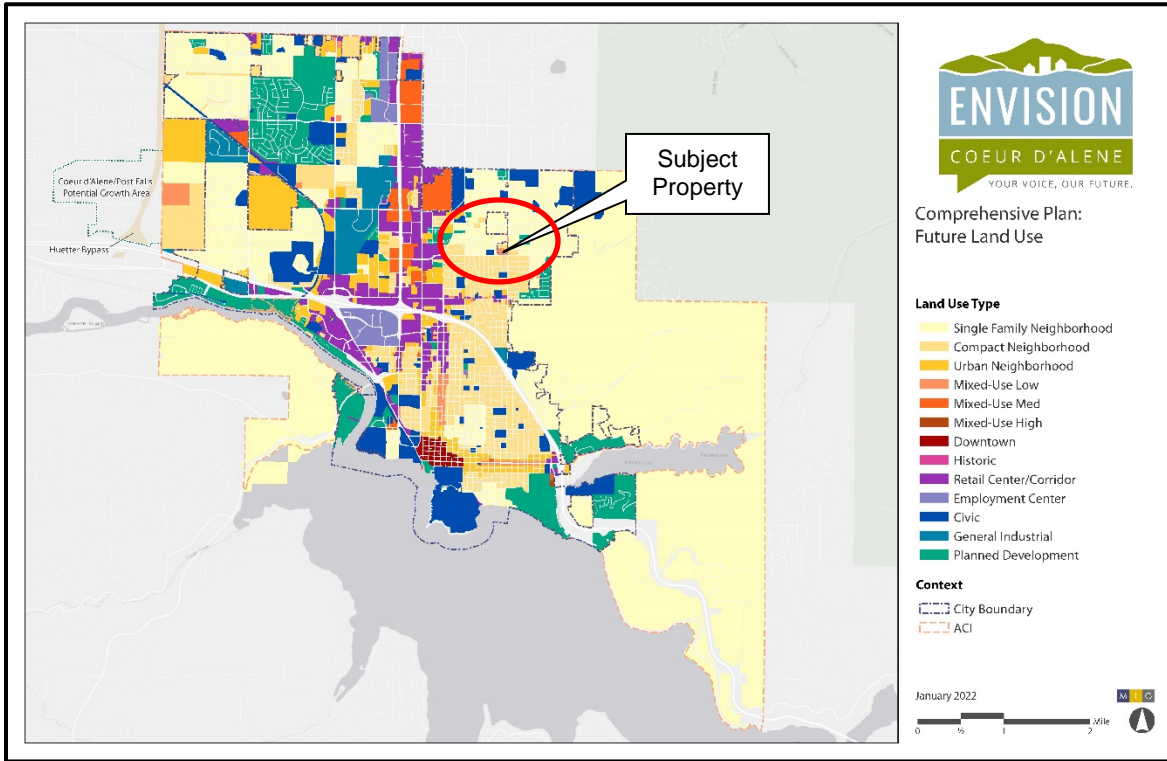 Subject
Property
Coeur d'Alene/Post Falls
Potential Growth Area
Huetter Bypass
ENVISION
COEUR D'ALENE
YOUR VOICE, OUR FUTURE.
Comprehensive Plan:
Future Land Use
Land Use Type
Single Family Neighborhood
Compact Neighborhood
Urban Neighborhood
Mixed-Use Low
Mixed-Use Med
Mixed-Use High
Downtown
Historic
Retail Center/Corridor
Employment Center
Civic
General Industrial
Planned Development
Context
City Boundary
ACI
January 2022
M I G
0 ½ 1 2 Mile